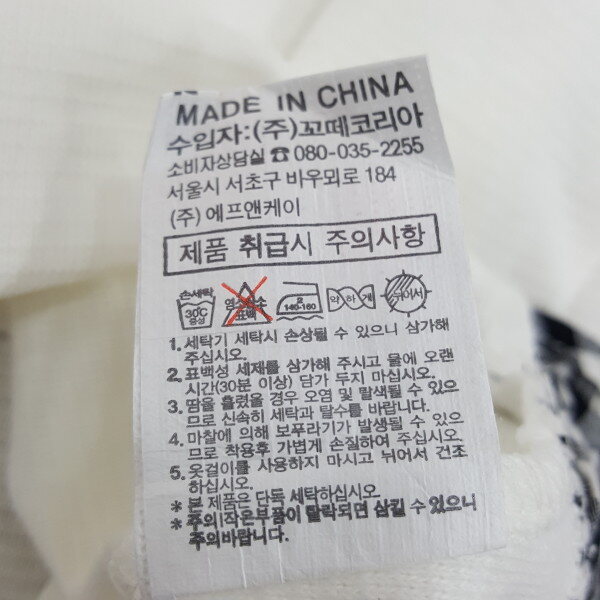 MADE IN CHINA
수입자:(주)꼬떼코리아
소비자상담실 ☎ 080-035-2255
서울시 서초구 바우뫼로 184
(주) 에프앤케이
제품 취급시 주의사항
손세탁 30℃ 중성
염소산소 표백
2 140-160
약하게
뉘어서
1. 세탁기 세탁시 손상될 수 있으니 삼가해
주십시오.
2. 표백성 세제를 삼가해 주시고 물에 오랜
시간(30분 이상) 담가 두지 마십시오.
3. 땀을 흘렸을 경우 오염 및 탈색될 수 있으
므로 신속히 세탁과 탈수를 바랍니다.
4. 마찰에 의해 보푸라기가 발생될 수 있으
므로 착용후 가볍게 손질하여 주십시오.
5. 옷걸이를 사용하지 마시고 뉘어서 건조
하십시오.
* 본 제품은 단독 세탁하십시오.
* 주의!작은부품이 탈락되면 삼킬 수 있으니
주의바랍니다.